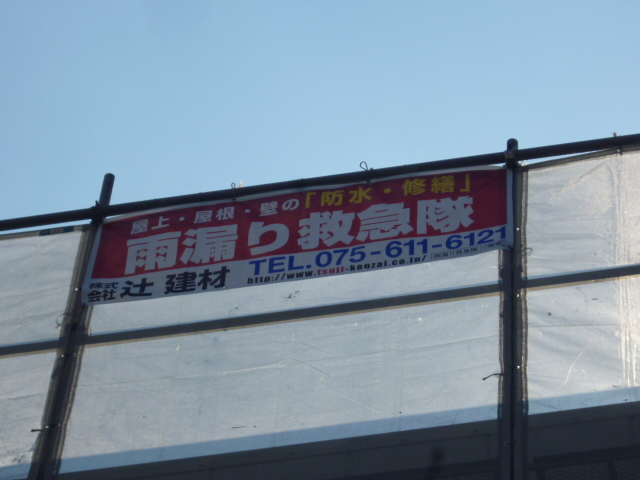 屋上・屋根・壁の「防水・修繕」
雨漏り救急隊
株式会社 辻 建材 TEL.075-611-6121
http://www.tsuji-kenzai.co.jp/